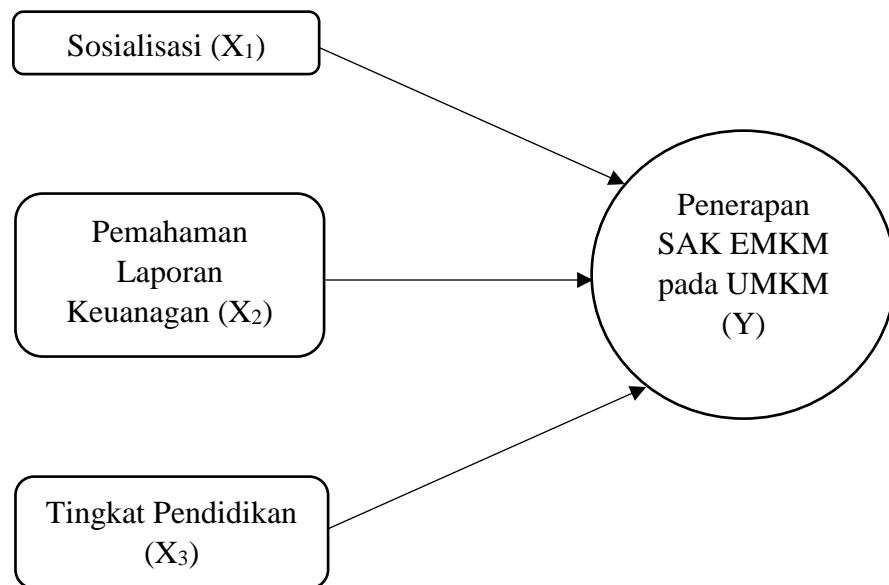 Sosialisasi (X₁)
Pemahaman
Laporan
Keuanagan (X₂)
Tingkat Pendidikan
(X₃)
Penerapan
SAK EMKM
pada UMKM
(Y)